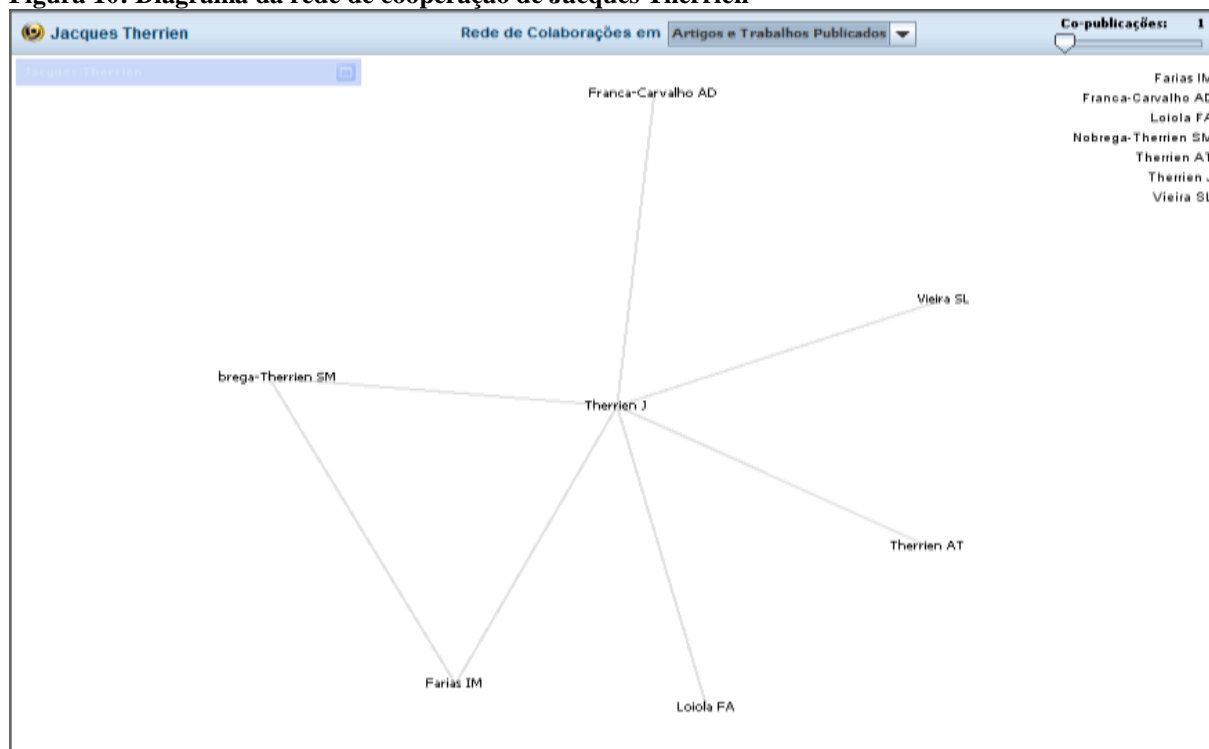 Figura 10: Diagrama da rede de cooperação de Jacques Therrien
Jacques Therrien
Rede de Colaborações em Artigos e Trabalhos Publicados
Co-publicações: 1
Jacques Therrien
Farias IM
Franca-Carvalho AD
Loiola FA
Nobrega-Therrien SM
Therrien AT
Therrien J
Vieira SL
Franca-Carvalho AD
Vieira SL
brega-Therrien SM
Therrien J
Therrien AT
Farias IM
Loiola FA